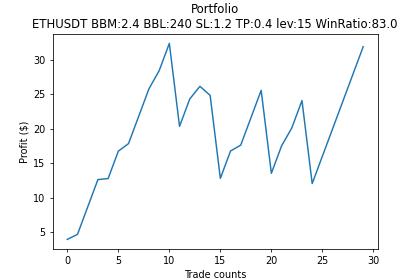 Portfolio
ETHUSDT BBM:2.4 BBL:240 SL:1.2 TP:0.4 lev:15 WinRatio:83.0
30
25
20
15
10
5
Profit ($)
0 5 10 15 20 25 30
Trade counts